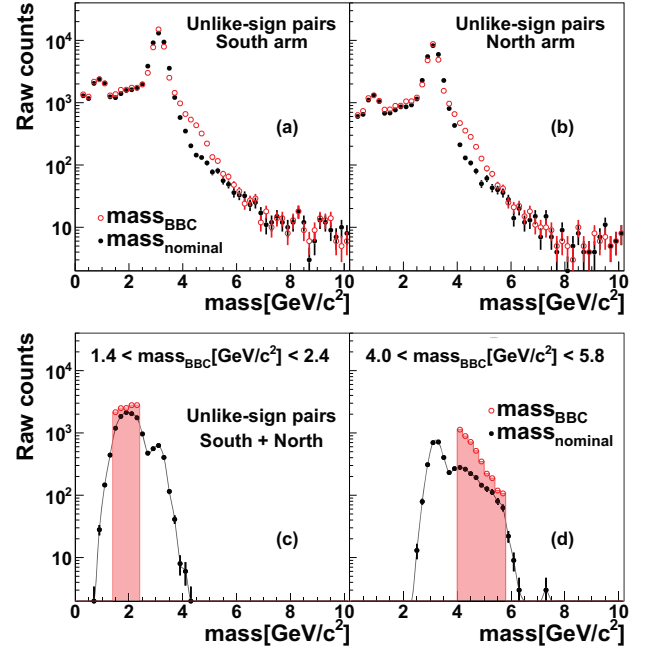 Unlike-sign pairs
South arm
Unlike-sign pairs
North arm
Raw counts
10⁴
10³
10²
10
(a)
(b)
mass_BBC
mass_nominal
mass_BBC
mass_nominal
0 2 4 6 8 10
0 2 4 6 8 10
mass[GeV/c²]
mass[GeV/c²]
1.4 < mass_BBC[GeV/c²] < 2.4
4.0 < mass_BBC[GeV/c²] < 5.8
Raw counts
10⁴
10³
10²
10
Unlike-sign pairs
South + North
mass_BBC
mass_nominal
(c)
(d)
0 2 4 6 8 10
0 2 4 6 8 10
mass[GeV/c²]
mass[GeV/c²]